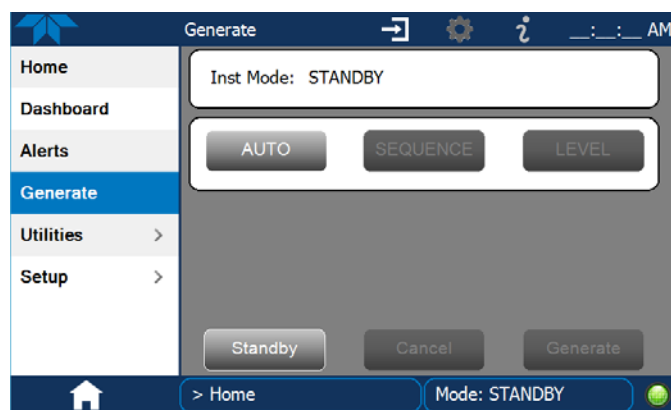 Generate __:__:__ AM
Home
Dashboard
Alerts
Generate
Utilities >
Setup >
Inst Mode: STANDBY
AUTO SEQUENCE LEVEL
Standby Cancel Generate
> Home Mode: STANDBY